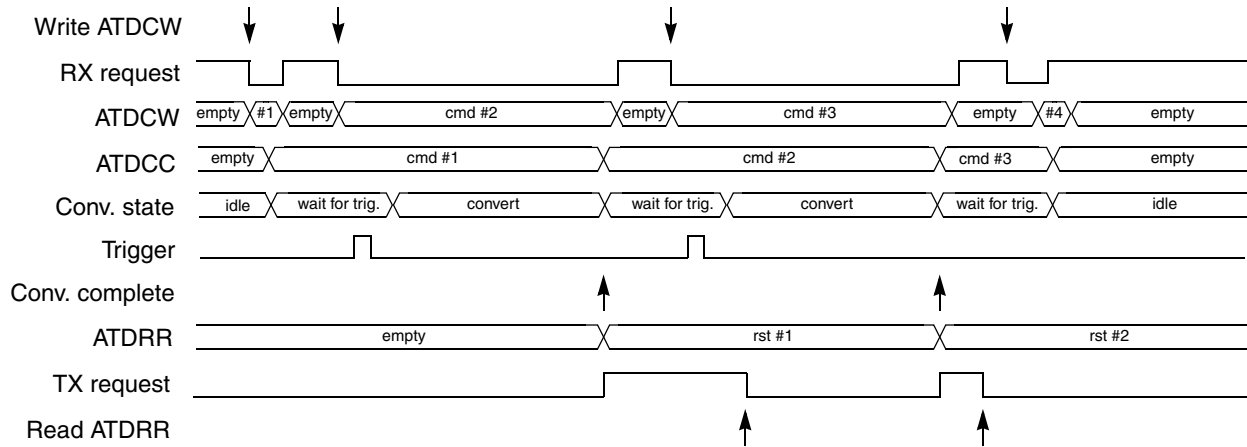 Write ATDCW
RX request
ATDCW empty #1 empty cmd #2 empty cmd #3 empty #4 empty
ATDCC empty cmd #1 cmd #2 cmd #3 empty
Conv. state idle wait for trig. convert wait for trig. convert wait for trig. idle
Trigger
Conv. complete
ATDRR empty rst #1 rst #2
TX request
Read ATDRR